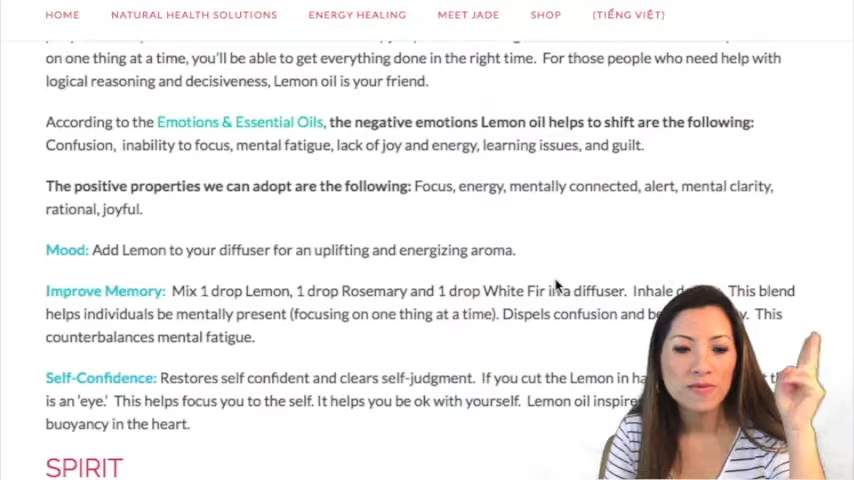 HOME NATURAL HEALTH SOLUTIONS ENERGY HEALING MEET JADE SHOP (TIẾNG VIỆT)
on one thing at a time, you'll be able to get everything done in the right time. For those people who need help with
logical reasoning and decisiveness, Lemon oil is your friend.
According to the Emotions & Essential Oils, the negative emotions Lemon oil helps to shift are the following:
Confusion, inability to focus, mental fatigue, lack of joy and energy, learning issues, and guilt.
The positive properties we can adopt are the following: Focus, energy, mentally connected, alert, mental clarity,
rational, joyful.
Mood: Add Lemon to your diffuser for an uplifting and energizing aroma.
Improve Memory: Mix 1 drop Lemon, 1 drop Rosemary and 1 drop White Fir in a diffuser. Inhale This blend
helps individuals be mentally present (focusing on one thing at a time). Dispels confusion and This
counterbalances mental fatigue.
Self-Confidence: Restores self confident and clears self-judgment. If you cut the Lemon in
is an 'eye.' This helps focus you to the self. It helps you be ok with yourself. Lemon oil
buoyancy in the heart.
SPIRIT